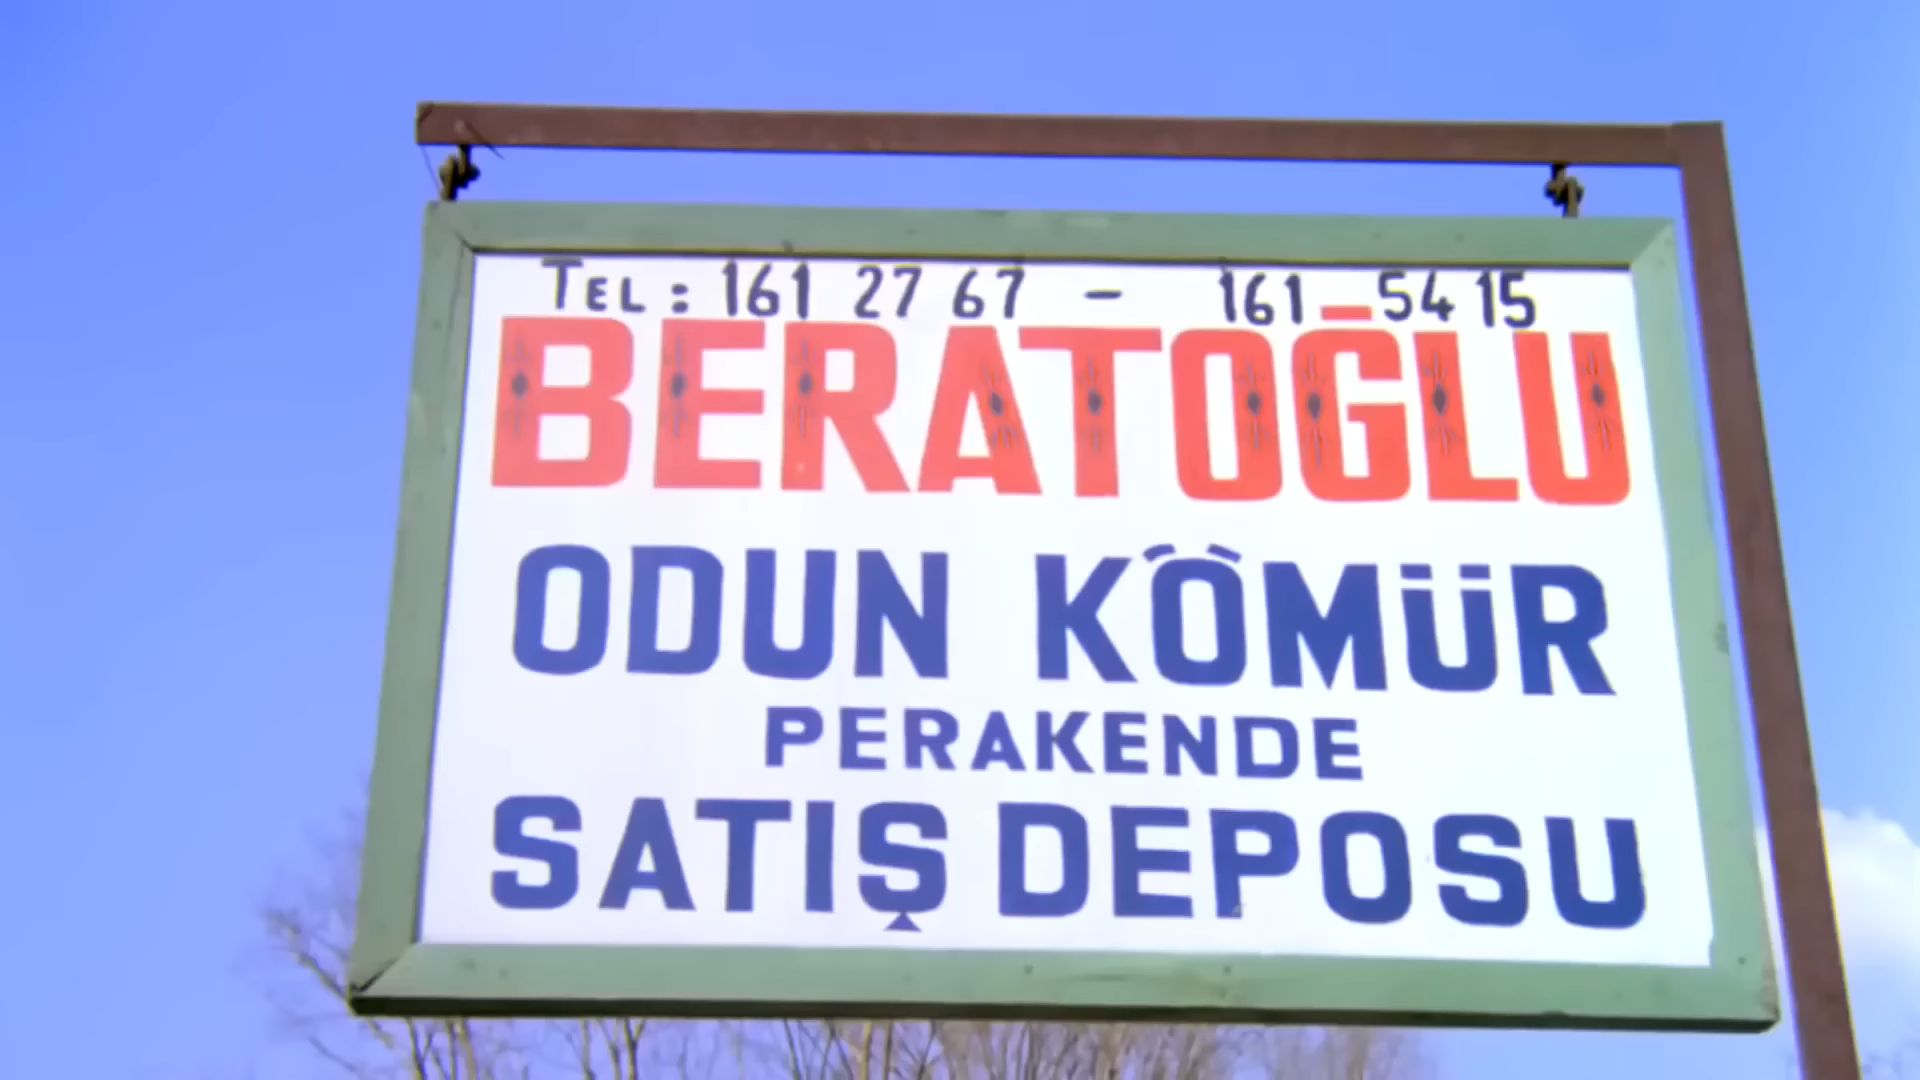 TEL: 161 27 67 - 161 54 15
BERATOĞLU
ODUN KÖMÜR
PERAKENDE
SATIŞ DEPOSU